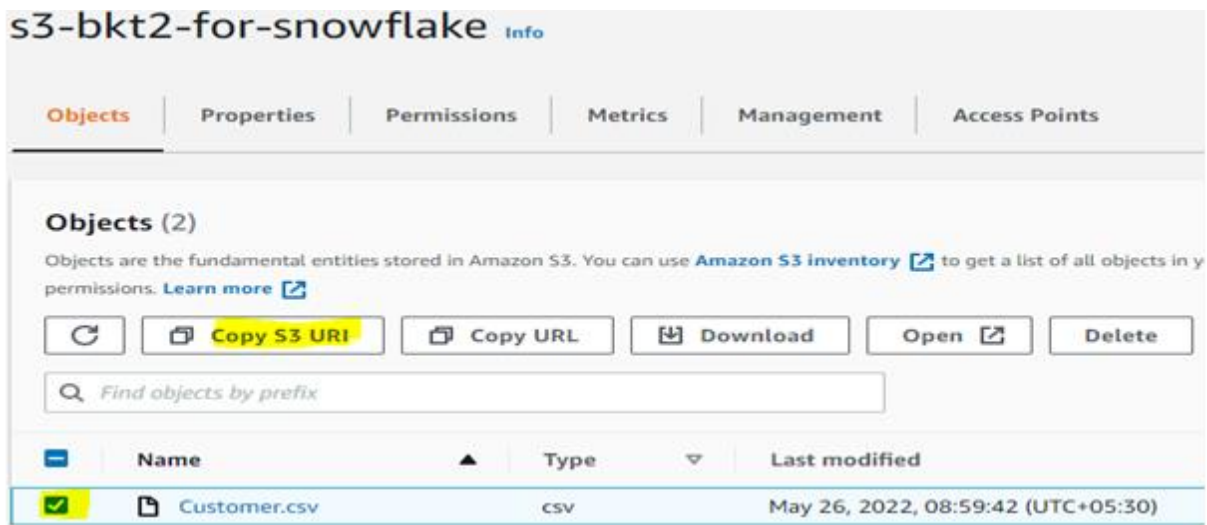 s3-bkt2-for-snowflake Info
Objects Properties Permissions Metrics Management Access Points
Objects (2)
Objects are the fundamental entities stored in Amazon S3. You can use Amazon S3 inventory to get a list of all objects in y
permissions. Learn more
Copy S3 URI Copy URL Download Open Delete
Find objects by prefix
Name Type Last modified
Customer.csv csv May 26, 2022, 08:59:42 (UTC+05:30)